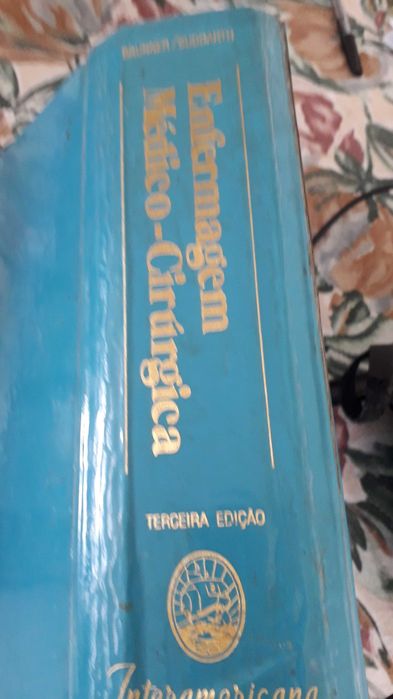 BRUNNER/SUDDARTH
Enfermagem
Médico-Cirúrgica
TERCEIRA EDIÇÃO
Interamericana